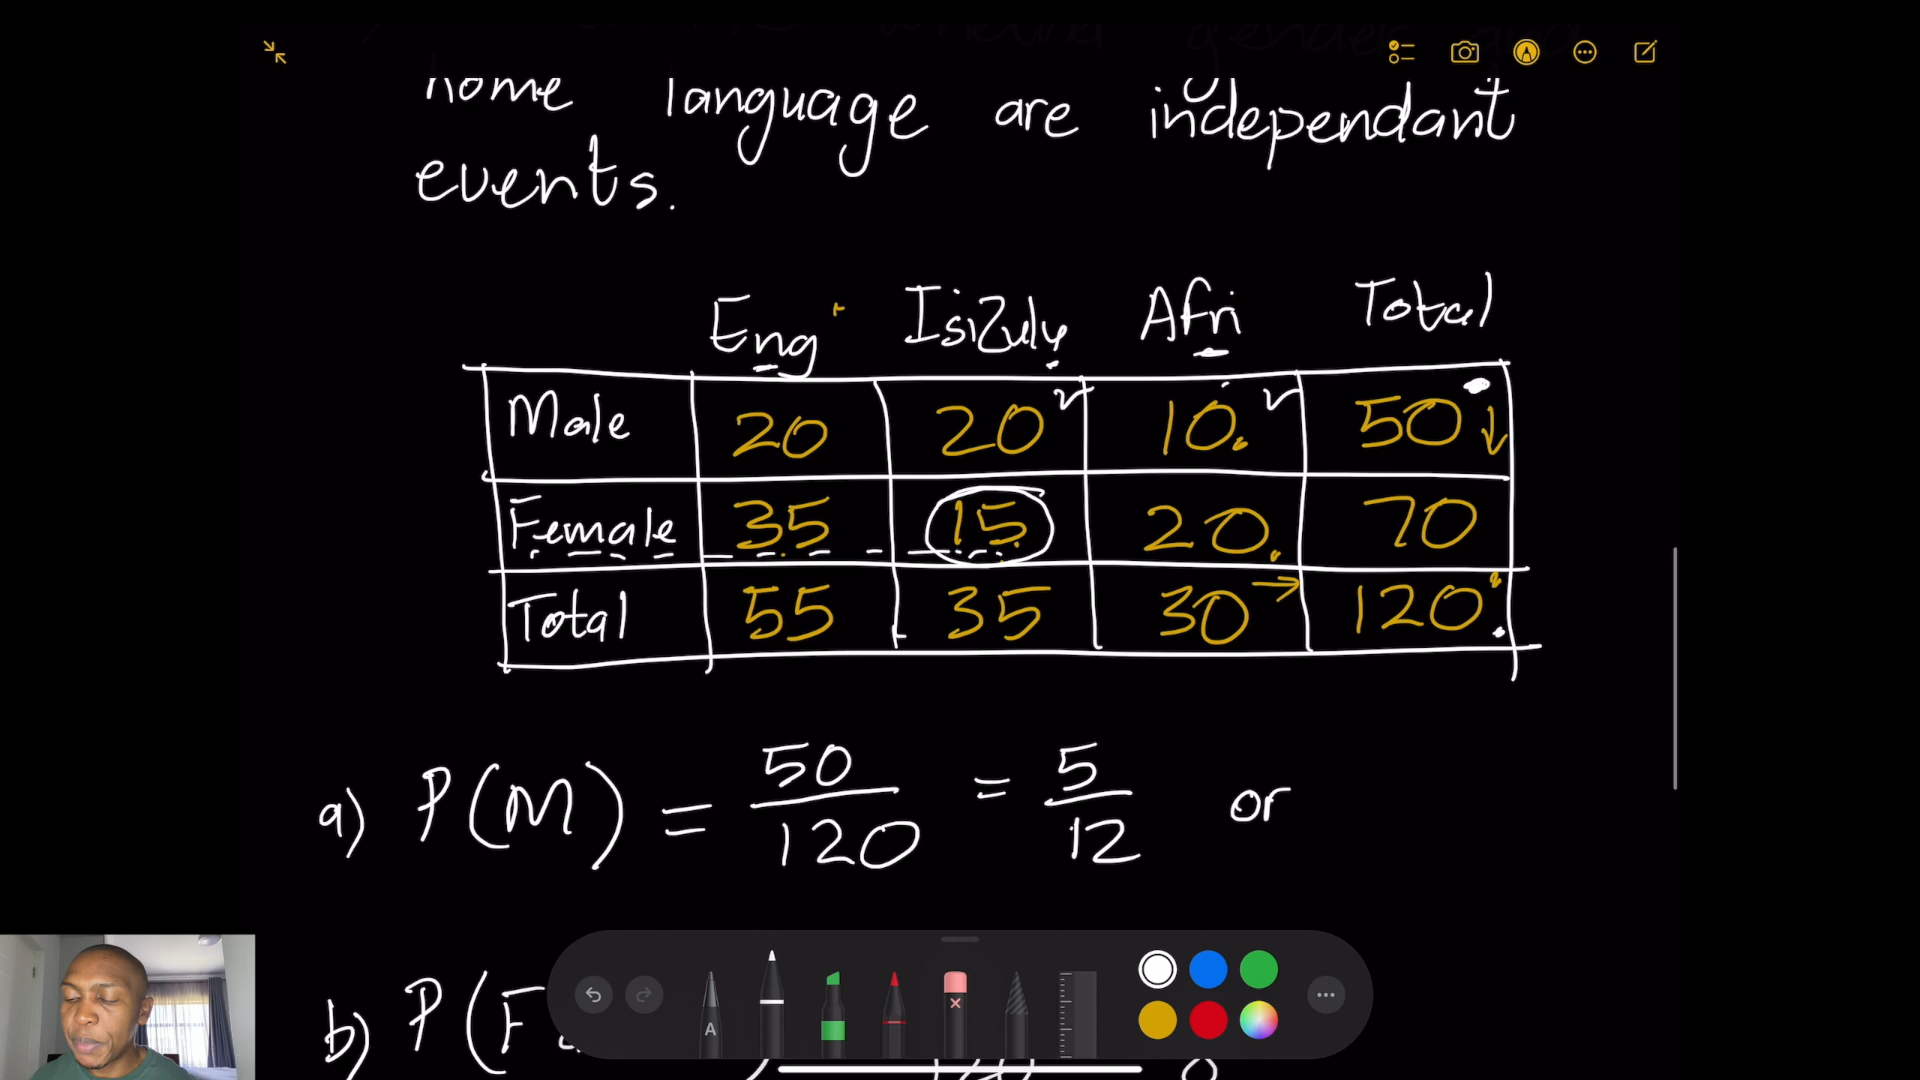 home language are independant
events.
Eng IsiZulu Afri Total
Male 20 20 10 50
Female 35 15 20 70
Total 55 35 30 120
a) P(M) = 50/120 = 5/12 or
b) P(F
A